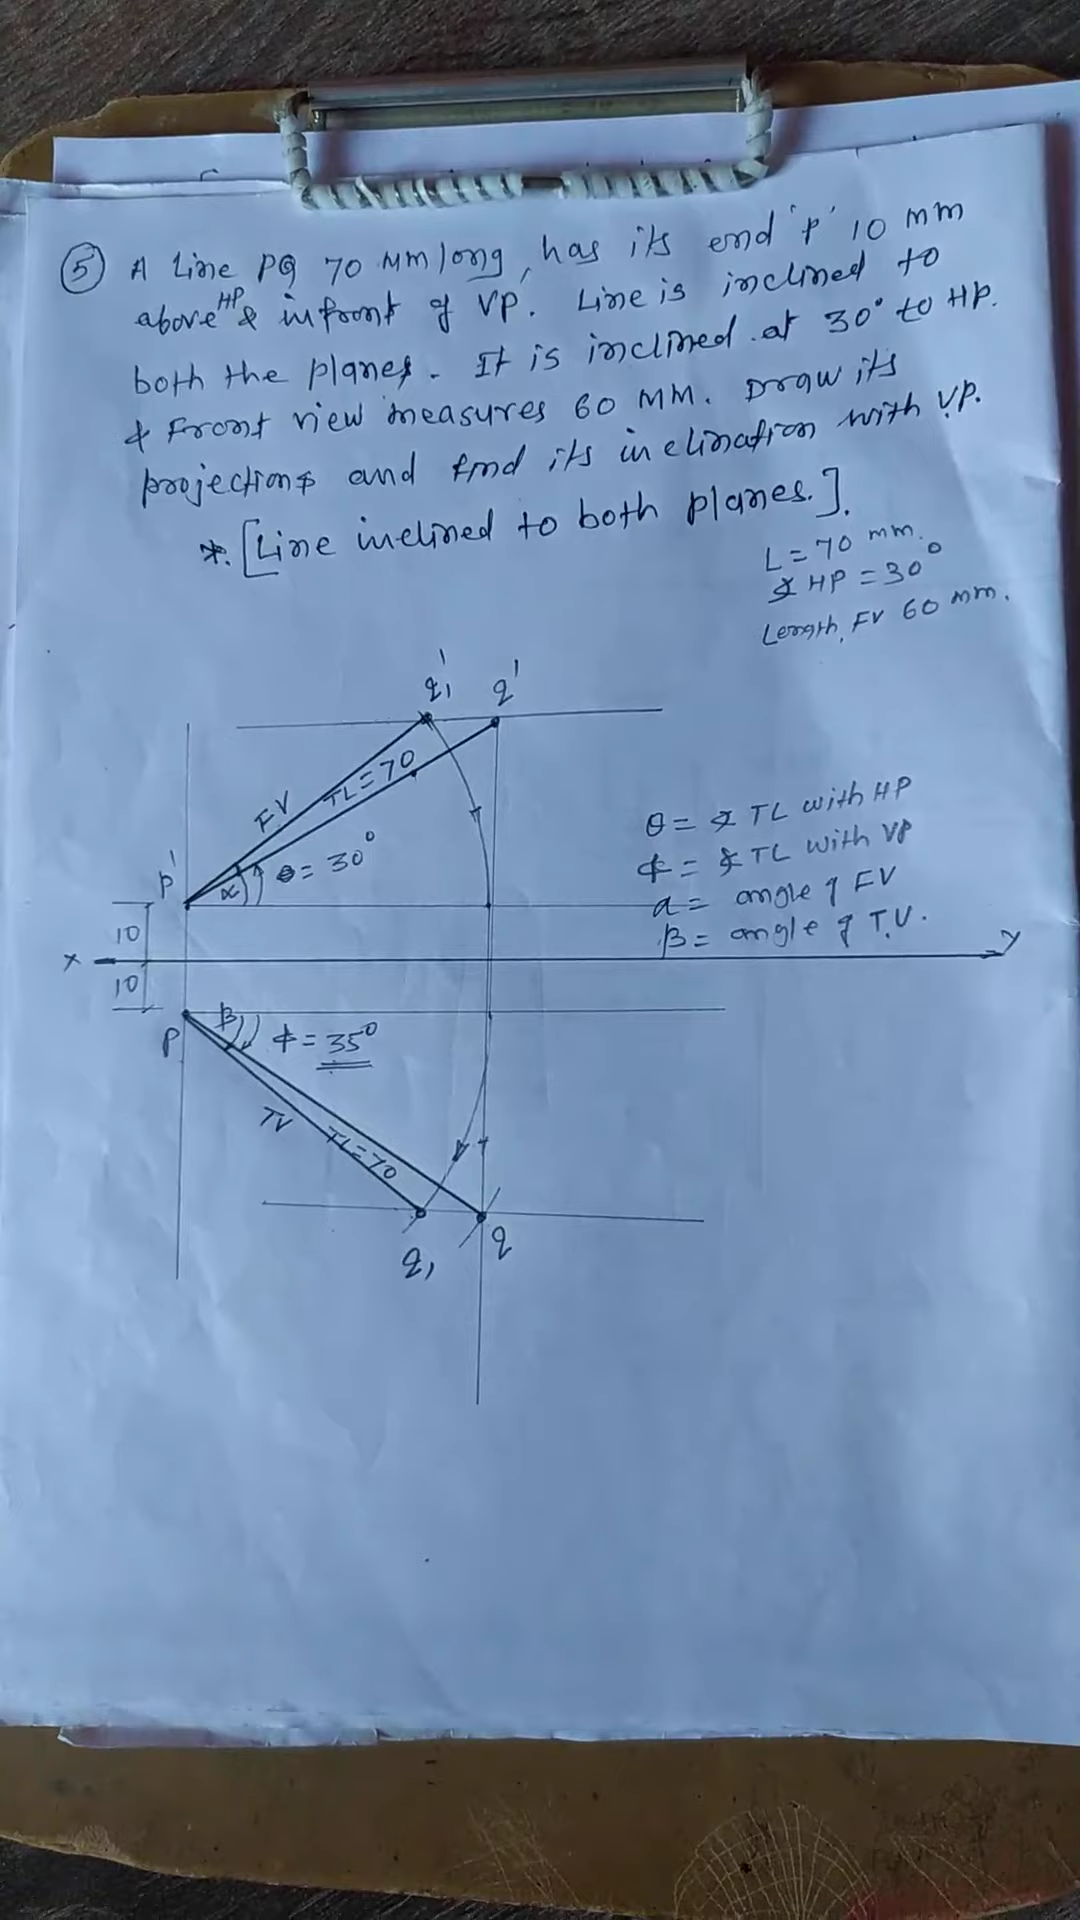 ⑤ A Line PQ 70 MM long, has its end 'P' 10 mm
above HP & infront of VP. Line is inclined to
both the planes. It is inclined at 30° to HP.
& Front view measures 60 MM. Draw its
projections and find its inclination with VP.
*. [Line inclined to both planes.].
L = 70 mm.
∡ HP = 30°
Length, FV 60 mm.
q₁' q'
FV TL = 70
p' α θ = 30°
θ = ∡ TL with HP
ϕ = ∡ TL with VP
α = angle of FV
β = angle of T.V.
10
X Y
10
p β ϕ = 35°
TV TL = 70
q₁ q